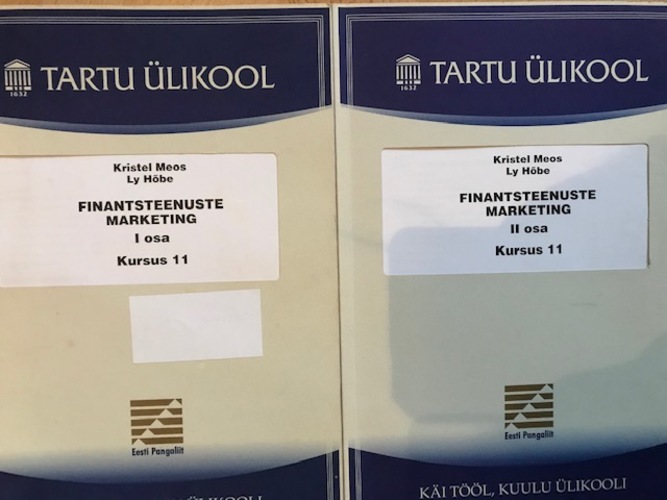 TARTU ÜLIKOOL
1632
Kristel Meos
Ly Hõbe
FINANTSTEENUSTE
MARKETING
I osa
Kursus 11
Eesti Pangaliit
ÜLIKOOLI
TARTU ÜLIKOOL
1632
Kristel Meos
Ly Hõbe
FINANTSTEENUSTE
MARKETING
II osa
Kursus 11
Eesti Pangaliit
KÄI TÖÖL, KUULU ÜLIKOOLI